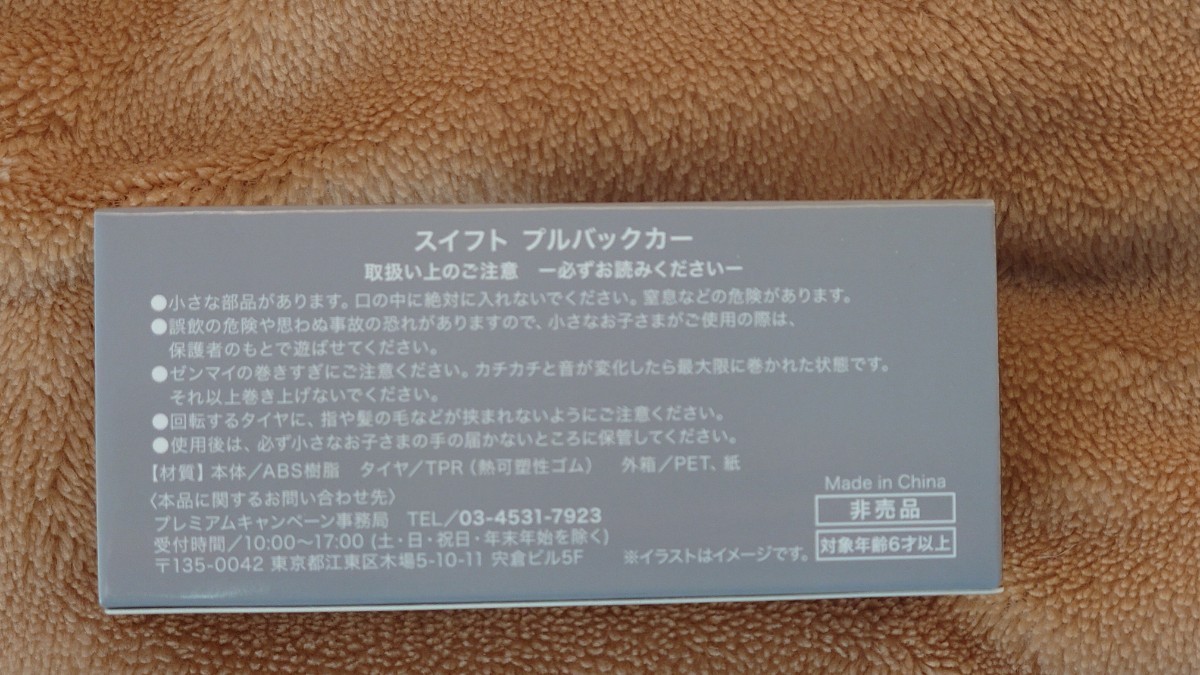 スイフト プルバックカー
取扱い上のご注意 ー必ずお読みくださいー
●小さな部品があります。口の中に絶対に入れないでください。窒息などの危険があります。
●誤飲の危険や思わぬ事故の恐れがありますので、小さなお子さまがご使用の際は、
保護者のもとで遊ばせてください。
●ゼンマイの巻きすぎにご注意ください。カチカチと音が変化したら最大限に巻かれた状態です。
それ以上巻き上げないでください。
●回転するタイヤに、指や髪の毛などが挟まれないようにご注意ください。
●使用後は、必ず小さなお子さまの手の届かないところに保管してください。
【材質】本体/ABS樹脂 タイヤ/TPR(熱可塑性ゴム) 外箱/PET、紙
〈本品に関するお問い合わせ先〉
プレミアムキャンペーン事務局 TEL/03-4531-7923
受付時間/10:00～17:00 (土・日・祝日・年末年始を除く)
〒135-0042 東京都江東区木場5-10-11 宍倉ビル5F
※イラストはイメージです。
Made in China
非売品
対象年齢6才以上